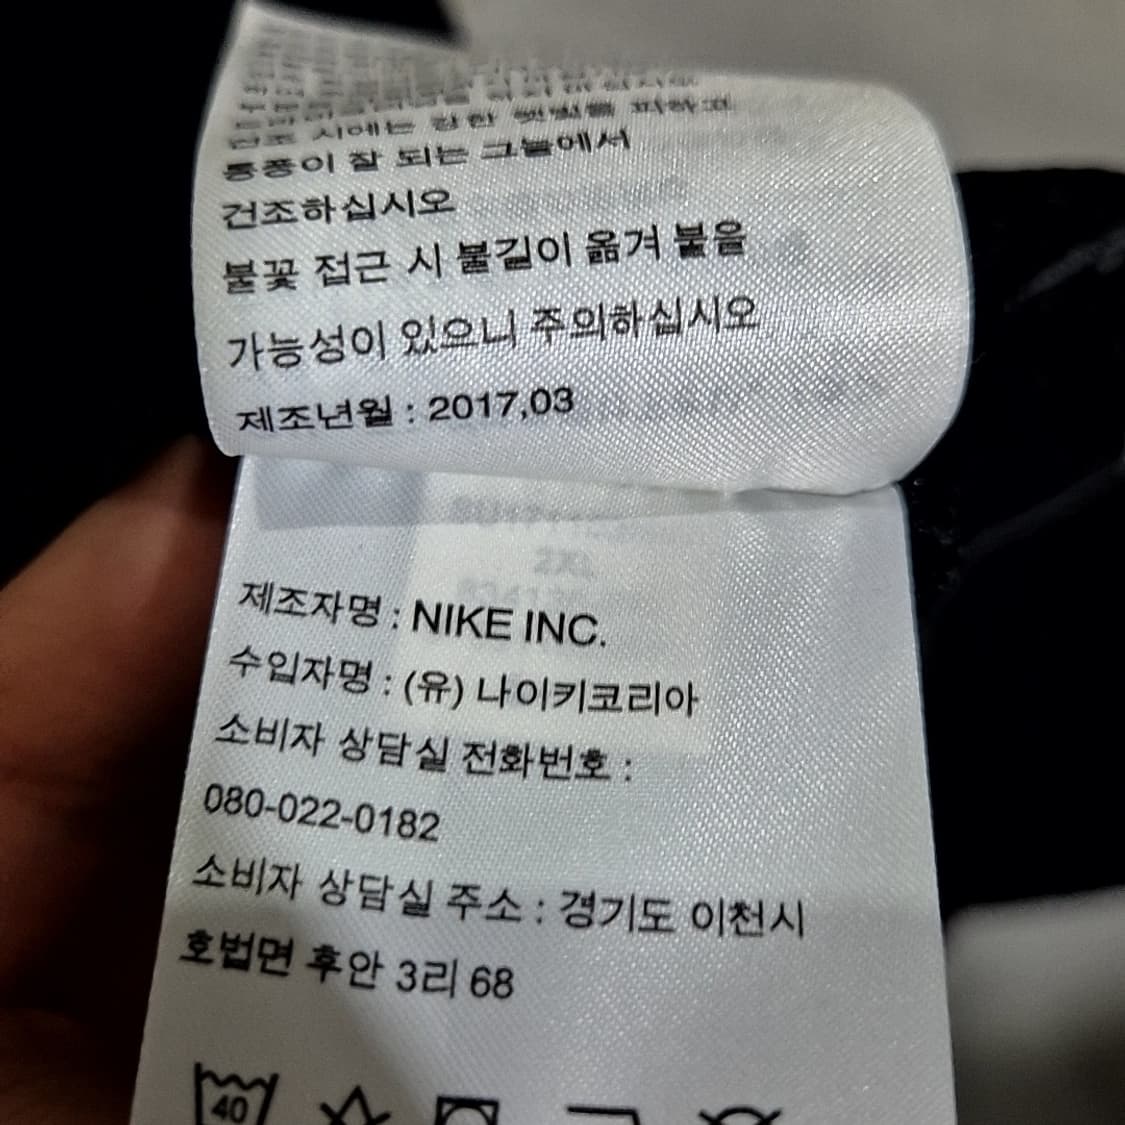 건조 시에는 강한 햇빛을 피하고
통풍이 잘 되는 그늘에서
건조하십시오
불꽃 접근 시 불길이 옮겨 붙을
가능성이 있으니 주의하십시오
제조년월 : 2017,03
2XL
제조자명 : NIKE INC.
수입자명 : (유) 나이키코리아
소비자 상담실 전화번호 :
080-022-0182
소비자 상담실 주소 : 경기도 이천시
호법면 후안 3리 68
40